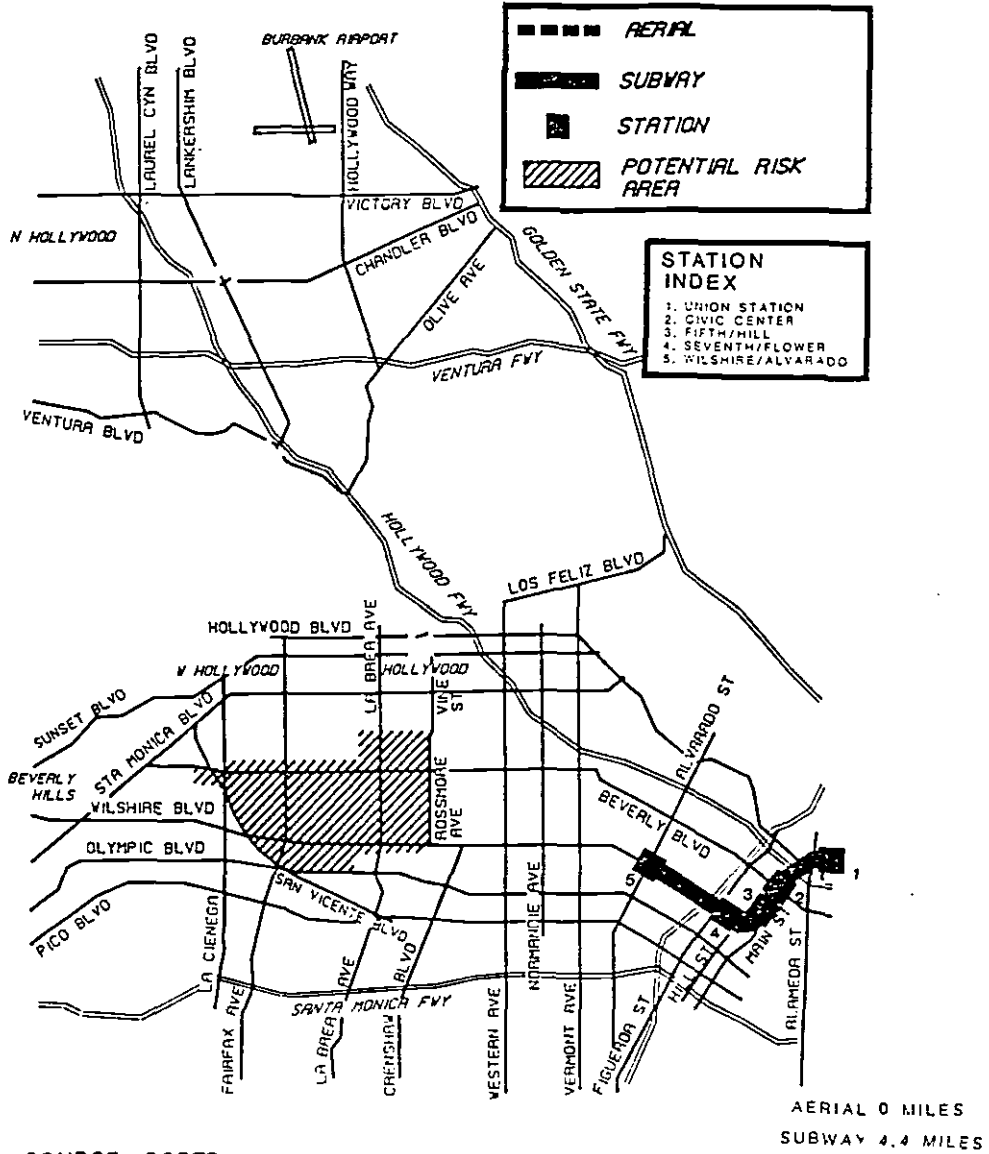 BURBANK AIRPORT
AERIAL
SUBWAY
STATION
POTENTIAL RISK
AREA
LAUREL CYN BLVD
LANKERSHIM BLVD
HOLLYWOOD WAY
VICTORY BLVD
N HOLLYWOOD
CHANDLER BLVD
GOLDEN STATE FWY
OLIVE AVE
STATION
INDEX
1. UNION STATION
2. CIVIC CENTER
3. FIFTH/HILL
4. SEVENTH/FLOWER
5. WILSHIRE/ALVARADO
VENTURA FWY
VENTURA BLVD
HOLLYWOOD FWY
LOS FELIZ BLVD
HOLLYWOOD BLVD
LA BREA AVE
W HOLLYWOOD
HOLLYWOOD
VINE
ST
SUNSET BLVD
STA MONICA BLVD
ALVARADO ST
BEVERLY
HILLS
ROSSMORE
AVE
WILSHIRE BLVD
BEVERLY BLVD
OLYMPIC BLVD
5
3
2
1
4
SAN VICENTE BLVD
PICO BLVD
LA CIENEGA
NORMANDIE AVE
MAIN ST
HILL ST
ALAMEDA ST
FAIRFAX AVE
SANTA MONICA FWY
LA BREA AVE
CRENSHAW BLVD
WESTERN AVE
VERMONT AVE
FIGUEROA ST
AERIAL 0 MILES
SUBWAY 4.4 MILES